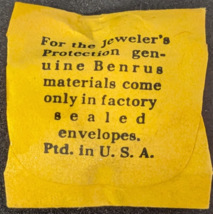 For the Jeweler's
Protection gen-
uine Benrus
materials come
only in factory
sealed
envelopes.
Ptd. in U. S. A.